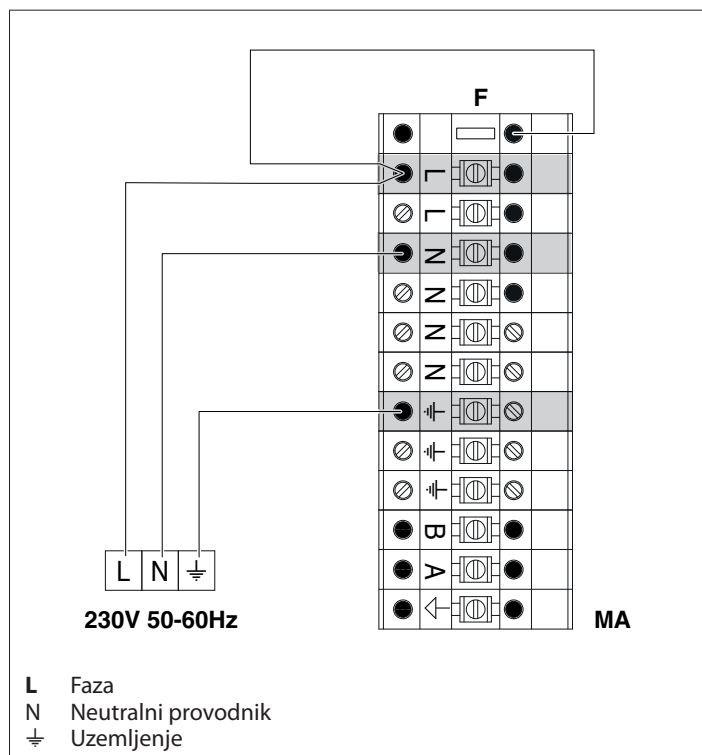 F
L
L
N
N
N
N
⏚
⏚
⏚
B
A
L N ⏚
230V 50-60Hz
MA
L Faza
N Neutralni provodnik
⏚ Uzemljenje